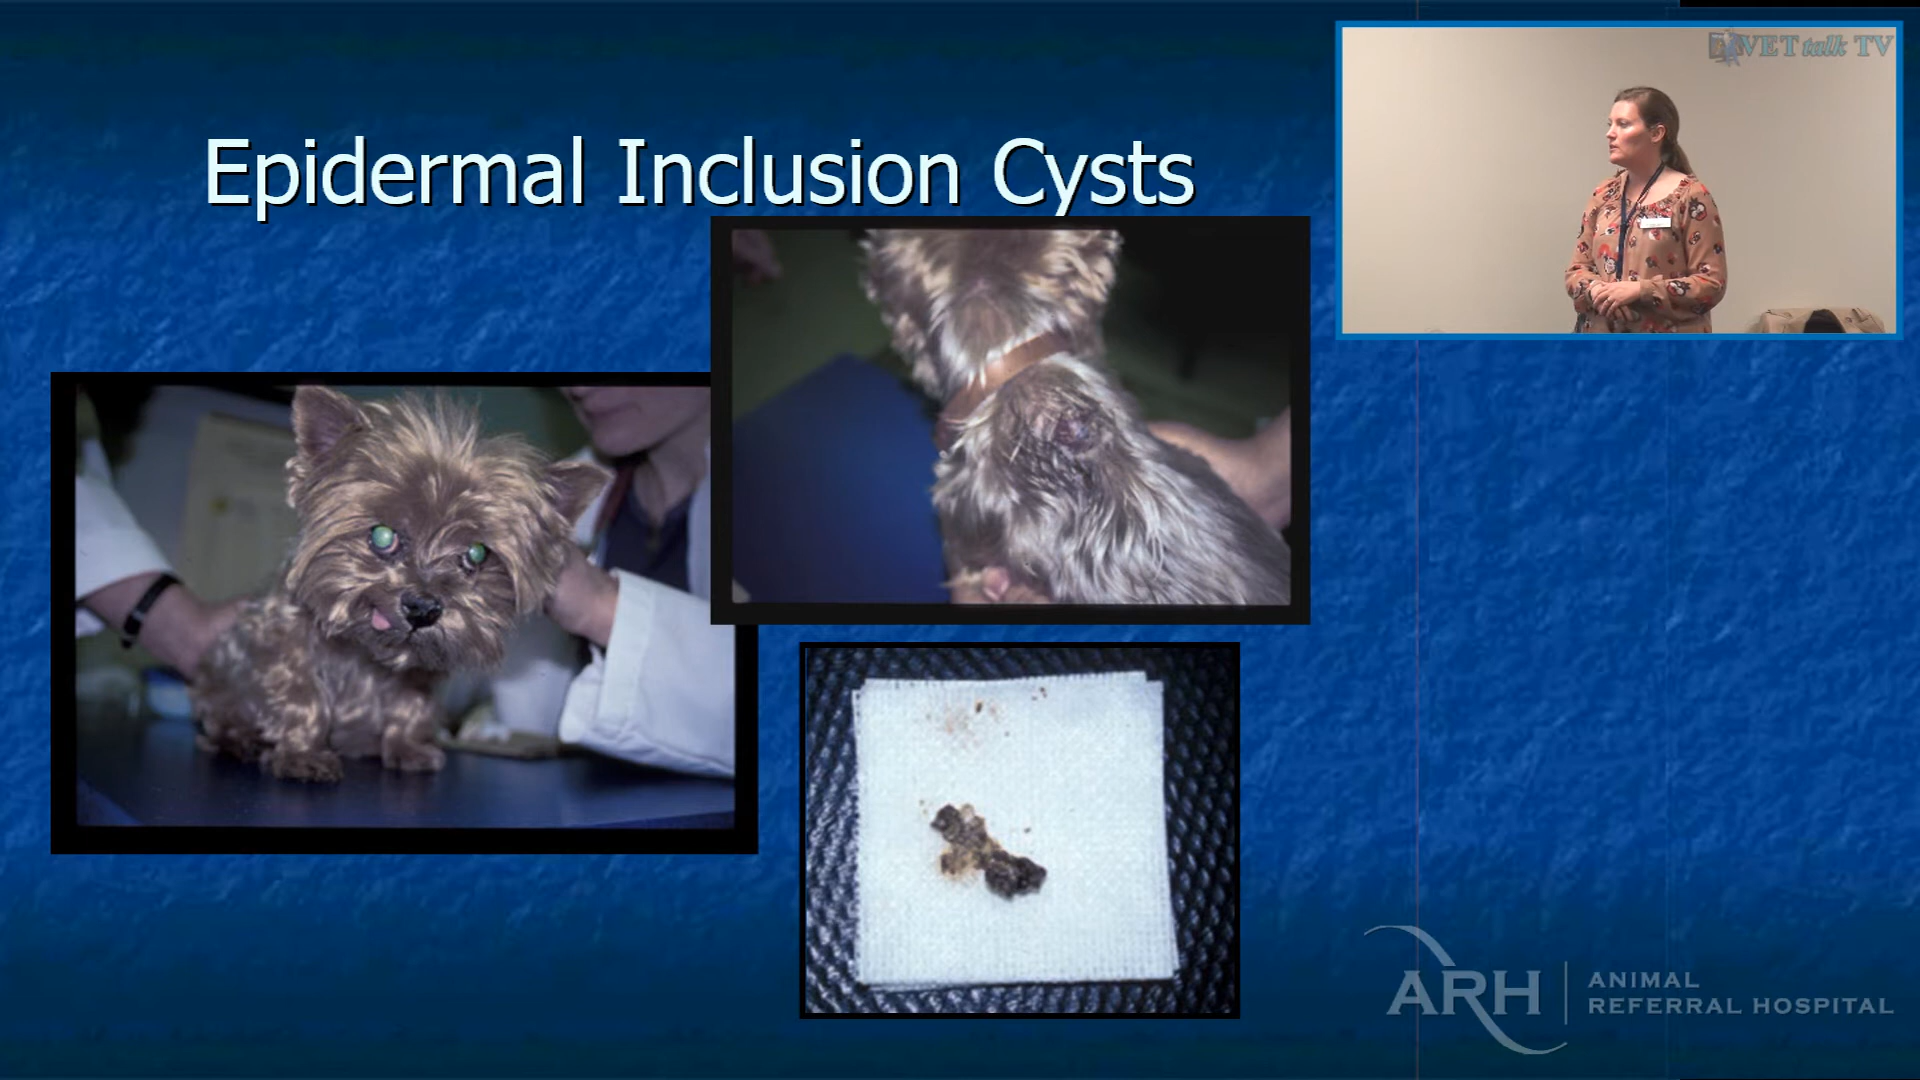 Epidermal Inclusion Cysts
VET talk TV
ARH
ANIMAL
REFERRAL HOSPITAL